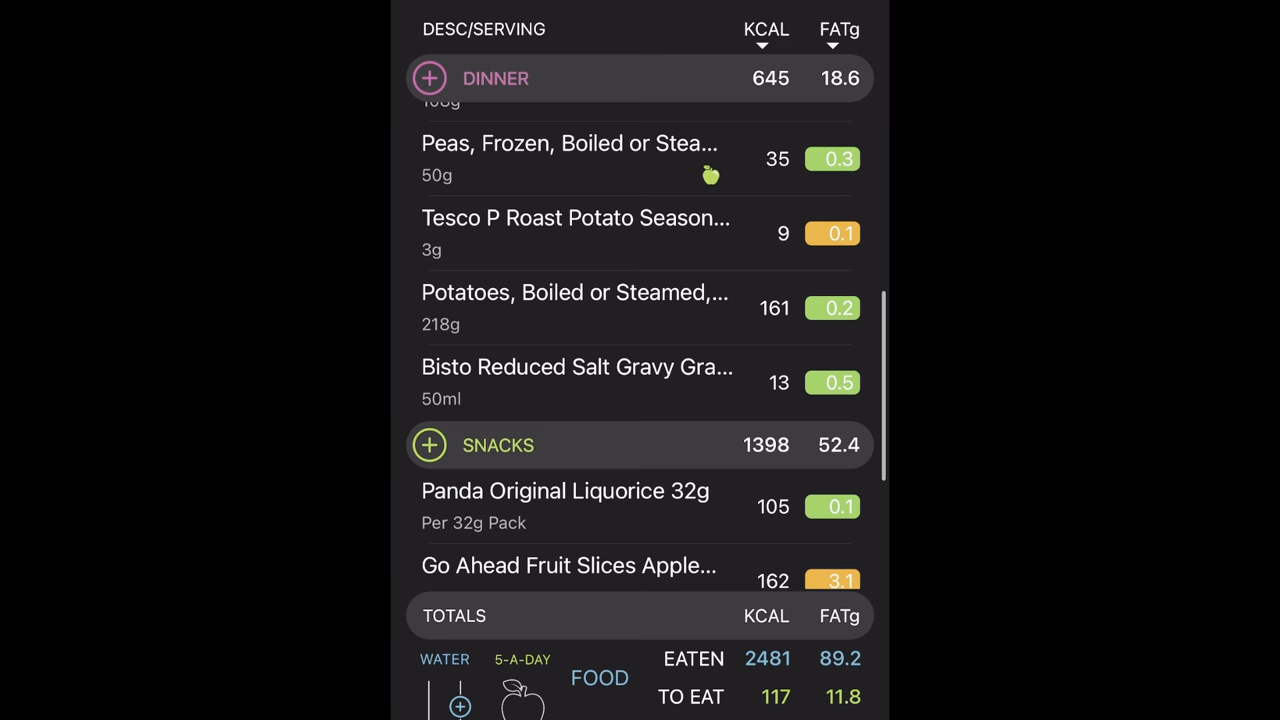 DESC/SERVING KCAL FATg
DINNER 645 18.6
108g
Peas, Frozen, Boiled or Stea... 35 0.3
50g
Tesco P Roast Potato Season... 9 0.1
3g
Potatoes, Boiled or Steamed,... 161 0.2
218g
Bisto Reduced Salt Gravy Gra... 13 0.5
50ml
SNACKS 1398 52.4
Panda Original Liquorice 32g 105 0.1
Per 32g Pack
Go Ahead Fruit Slices Apple... 162 3.1
TOTALS KCAL FATg
WATER 5-A-DAY FOOD EATEN 2481 89.2
TO EAT 117 11.8